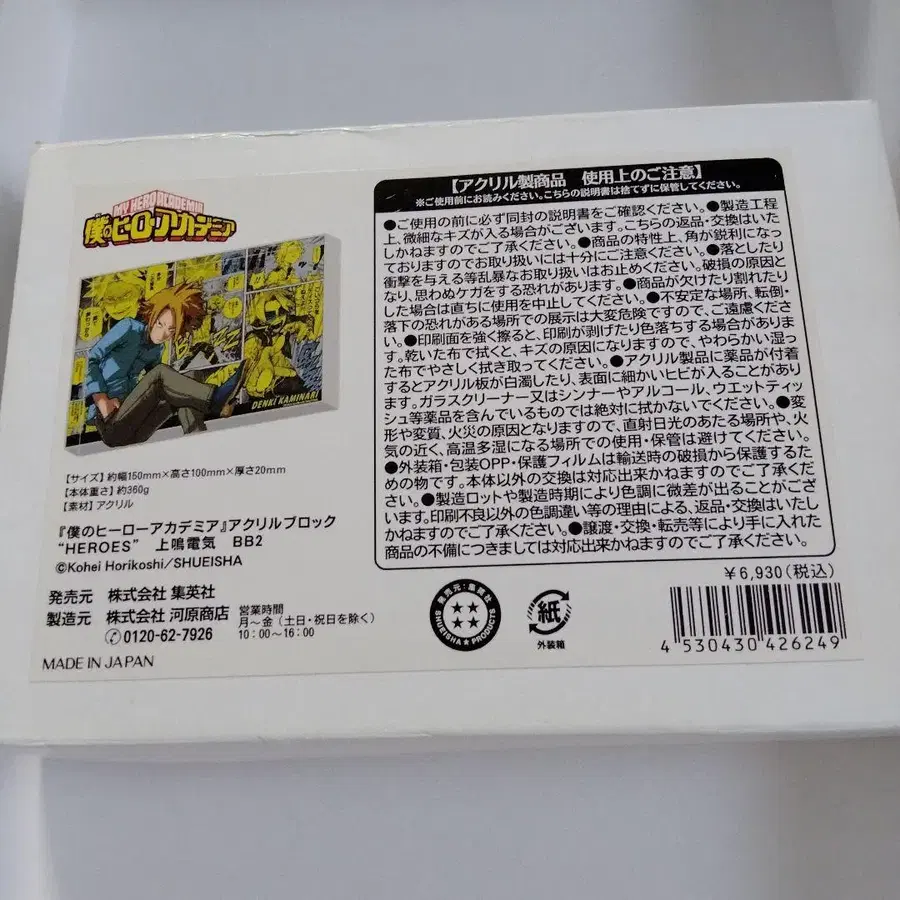 MY HERO ACADEMIA
僕のヒーローアカデミア
DENKI KAMINARI
【サイズ】約幅150mm×高さ100mm×厚さ20mm
【本体重さ】約360g
【素材】アクリル
『僕のヒーローアカデミア』アクリルブロック
“HEROES” 上鳴電気 BB2
©Kohei Horikoshi/SHUEISHA
発売元 株式会社 集英社
製造元 株式会社 河原商店
0120-62-7926
営業時間
月～金（土日・祝日を除く）
10：00～16：00
MADE IN JAPAN
【アクリル製商品 使用上のご注意】
※ご使用前にお読みください。こちらの説明書は捨てずに保管してください。
●ご使用の前に必ず同封の説明書をご確認ください。●製造工程
上、微細なキズが入る場合がございます。こちらの返品・交換はいた
しかねますのでご了承ください。●商品の特性上、角が鋭利になっ
ておりますのでお取り扱いには十分にご注意ください。●落としたり
衝撃を与える等乱暴なお取り扱いはお止めください。破損の原因と
なり、思わぬケガをする恐れがあります。●商品が欠けたり割れたり
した場合は直ちに使用を中止してください。●不安定な場所、転倒・
落下の恐れがある場所での展示は大変危険ですので、ご遠慮くださ
い。●印刷面を強く擦ると、印刷が剥げたり色落ちする場合がありま
す。乾いた布で拭くと、キズの原因になりますので、やわらかい湿っ
た布でやさしく拭き取ってください。●アクリル製品に薬品が付着
するとアクリル板が白濁したり、表面に細かいヒビが入ることがあり
ます。ガラスクリーナー又はシンナーやアルコール、ウエットティッ
シュ等薬品を含んでいるものでは絶対に拭かないでください。●変
形や変質、火災の原因となりますので、直射日光のあたる場所や、火
気の近く、高温多湿になる場所での使用・保管は避けてください。
●外装箱・包装OPP・保護フィルムは輸送時の破損から保護するた
めの物です。本体以外の交換は対応出来かねますのでご了承くだ
さい。●製造ロットや製造時期により色調に微差が出ることがござ
います。印刷不良以外の色調違い等の理由による、返品・交換はいた
しかねますのでご了承ください。●譲渡・交換・転売等により手に入れた
商品の不備につきましては対応出来かねますのでご了承ください。
￥6,930（税込）
発売元：集英社
SHUEISHA PRODUCTS
紙
外装箱
4 530430 426249